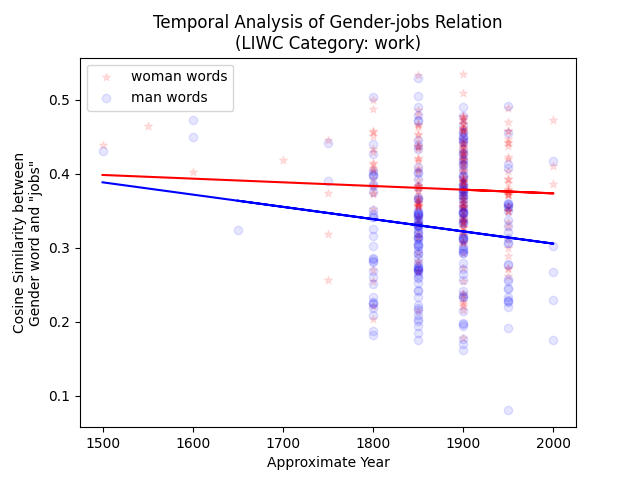 Temporal Analysis of Gender-jobs Relation
(LIWC Category: work)
woman words
man words
Cosine Similarity between
Gender word and "jobs"
0.5
0.4
0.3
0.2
0.1
1500 1600 1700 1800 1900 2000
Approximate Year